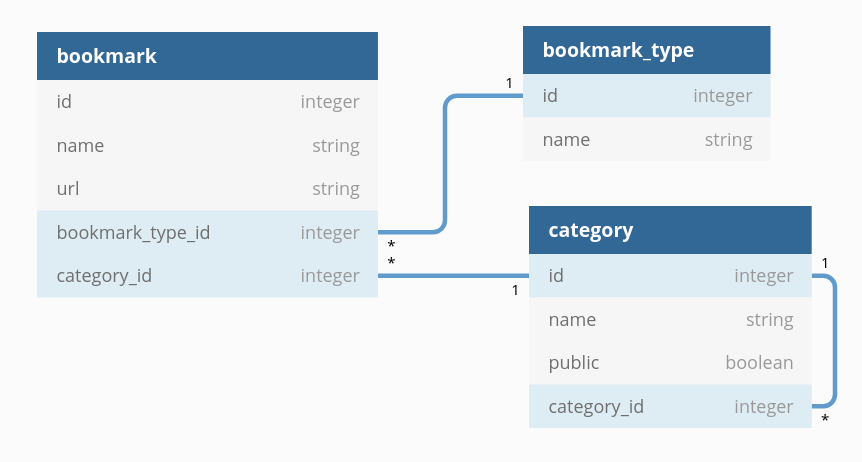 bookmark
id integer
name string
url string
bookmark_type_id integer
category_id integer
*
*
1
bookmark_type
id integer
name string
1
category
id integer
name string
public boolean
category_id integer
1
*